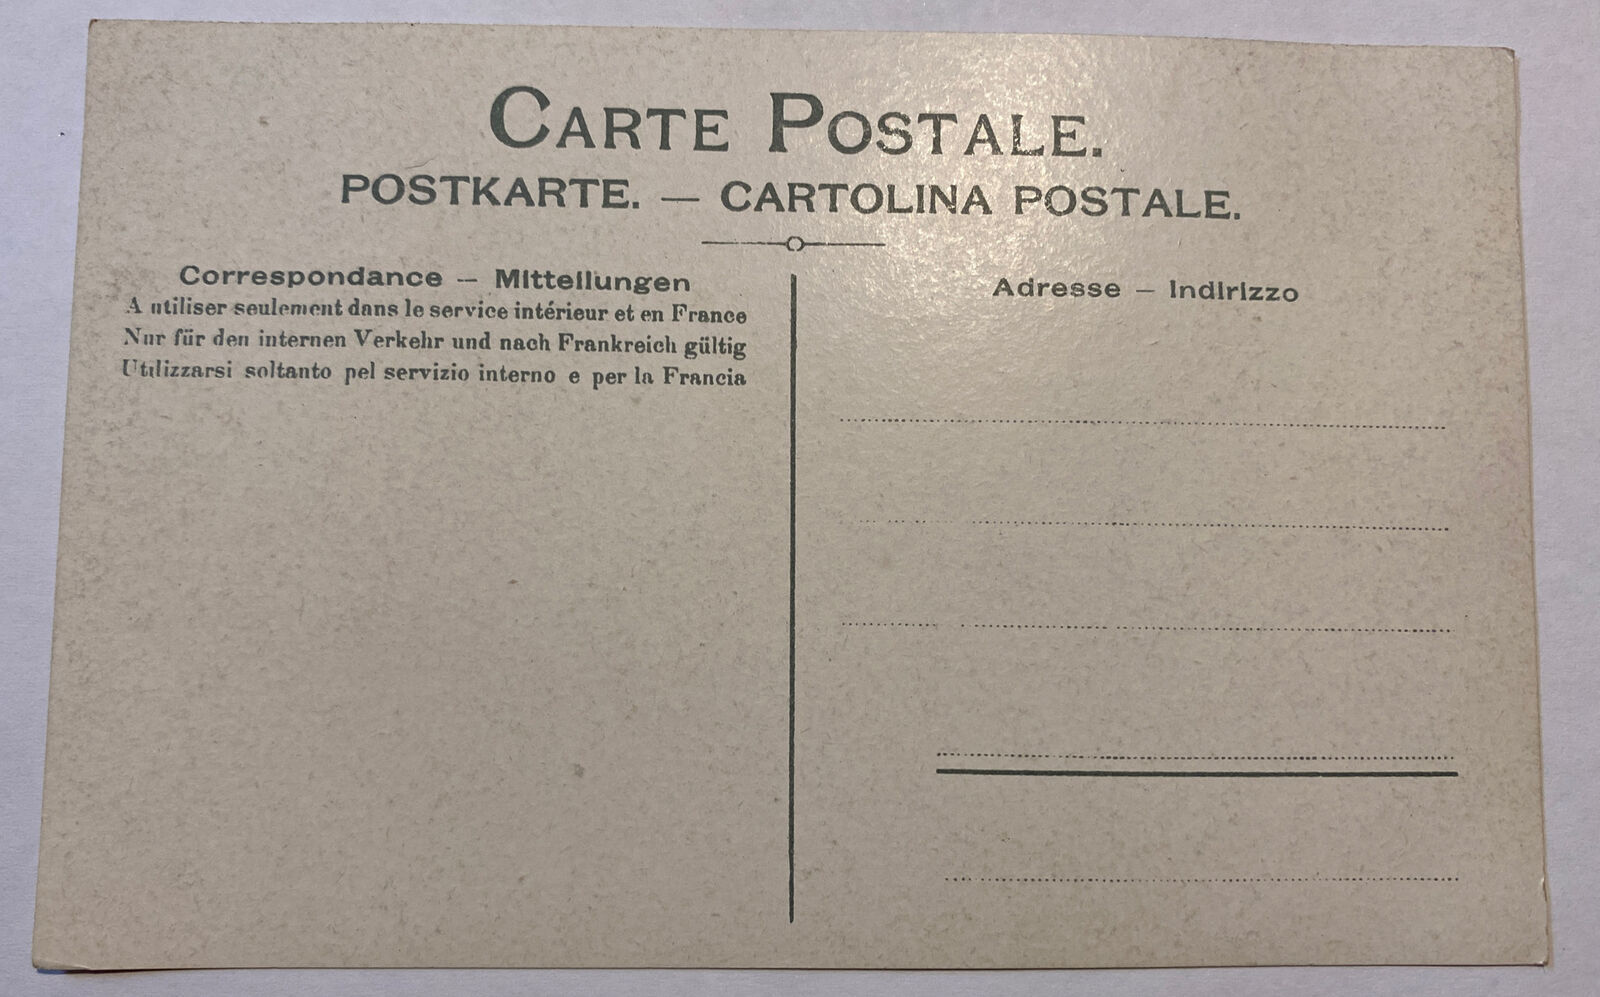 CARTE POSTALE.
POSTKARTE. — CARTOLINA POSTALE.
Correspondance — Mitteilungen
A utiliser seulement dans le service intérieur et en France
Nur für den internen Verkehr und nach Frankreich gültig
Utilizzarsi soltanto pel servizio interno e per la Francia
Adresse — Indirizzo